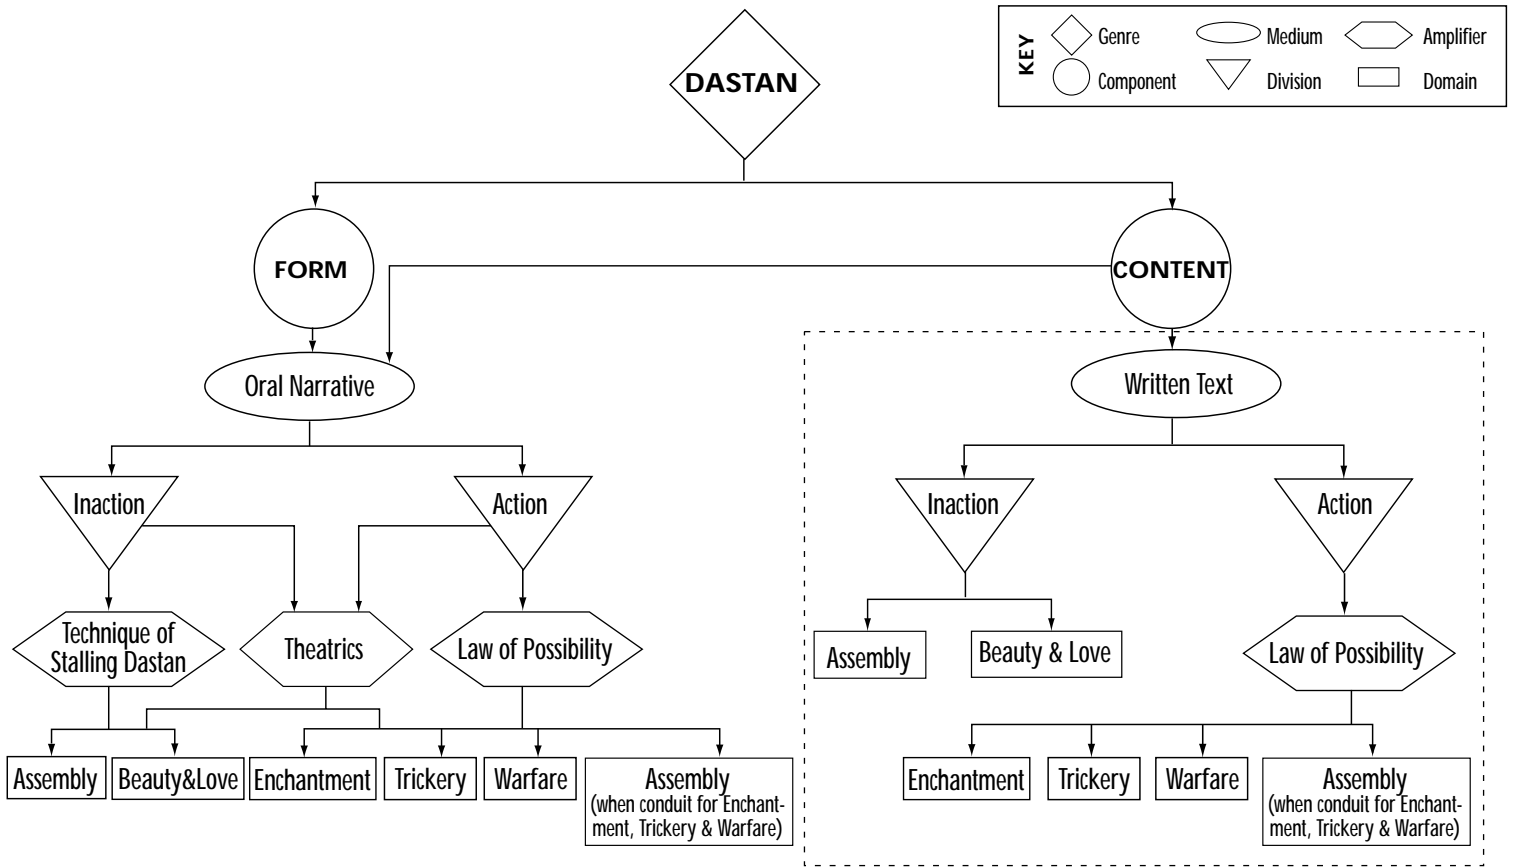 DASTAN
KEY
Genre
Medium
Amplifier
Component
Division
Domain
FORM
CONTENT
Oral Narrative
Written Text
Inaction
Action
Inaction
Action
Technique of
Stalling Dastan
Theatrics
Law of Possibility
Assembly
Beauty & Love
Law of Possibility
Assembly
Beauty&Love
Enchantment
Trickery
Warfare
Assembly
(when conduit for Enchant-
ment, Trickery & Warfare)
Enchantment
Trickery
Warfare
Assembly
(when conduit for Enchant-
ment, Trickery & Warfare)